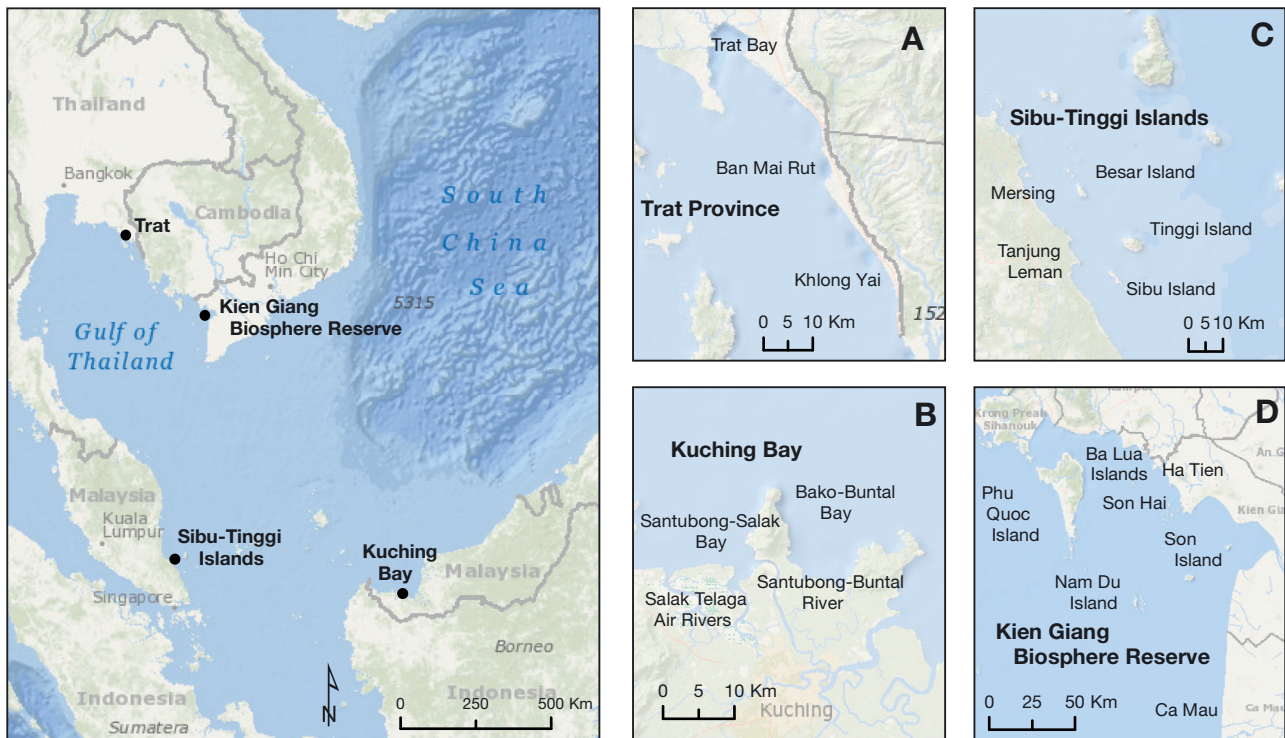 Thailand
Bangkok
Trat
Cambodia
Ho Chi
Min City
Kien Giang
Biosphere Reserve
Gulf of
Thailand
South
China
Sea
5315
Malaysia
Kuala
Lumpur
Sibu-Tinggi
Islands
Singapore
Kuching
Bay
Malaysia
Borneo
Indonesia
Sumatera
Indonesia
N
0 250 500 Km
A
Trat Bay
Ban Mai Rut
Trat Province
Khlong Yai
152
0 5 10 Km
C
Sibu-Tinggi Islands
Besar Island
Mersing
Tinggi Island
Tanjung
Leman
Sibu Island
0 5 10 Km
B
Kuching Bay
Bako-Buntal
Bay
Santubong-Salak
Bay
Santubong-Buntal
River
Salak Telaga
Air Rivers
0 5 10 Km
Kuching
D
Krong Preah
Sihanouk
Ba Lua
Islands
Ha Tien
An G
Phu
Quoc
Island
Son Hai
Kien Gia
Son
Island
Nam Du
Island
Kien Giang
Biosphere Reserve
0 25 50 Km
Ca Mau
Ca Mau